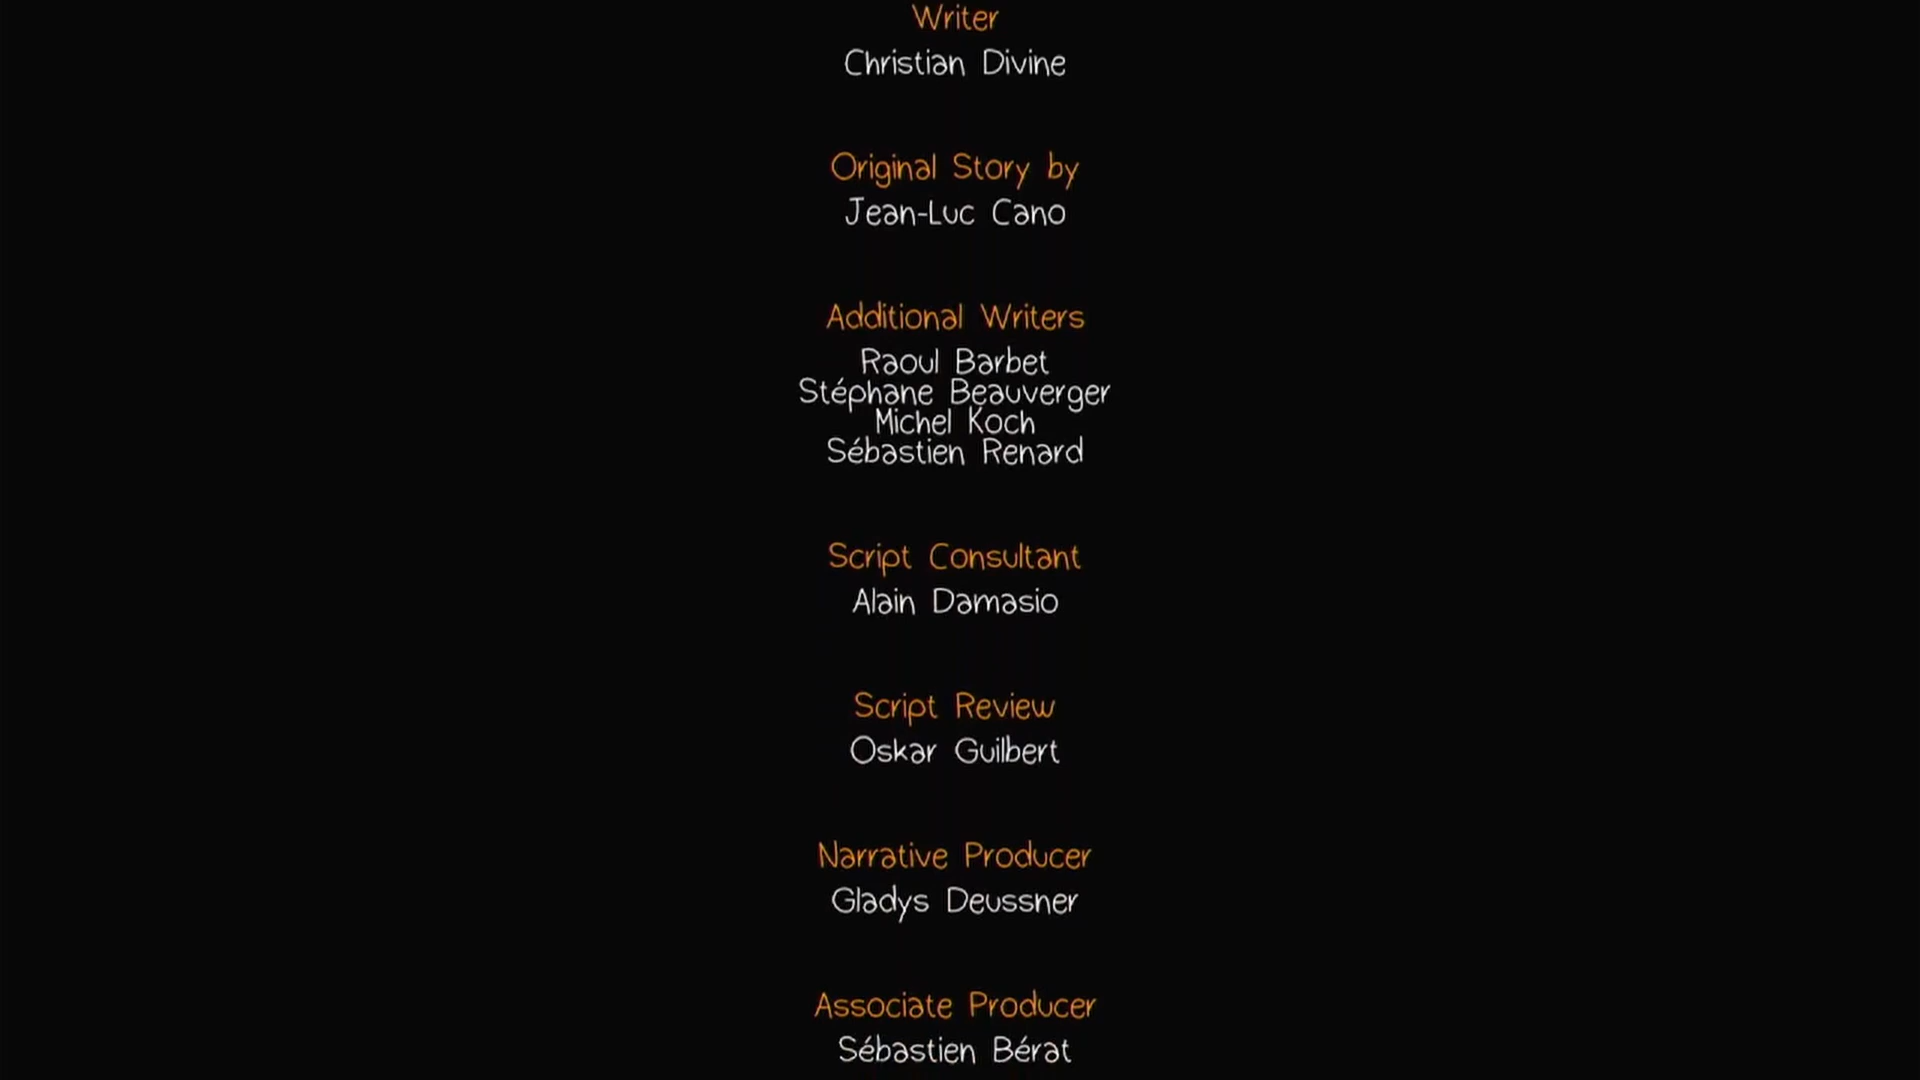 Writer
Christian Divine
Original Story by
Jean-Luc Cano
Additional Writers
Raoul Barbet
Stéphane Beauverger
Michel Koch
Sébastien Renard
Script Consultant
Alain Damasio
Script Review
Oskar Guilbert
Narrative Producer
Gladys Deussner
Associate Producer
Sébastien Bérat